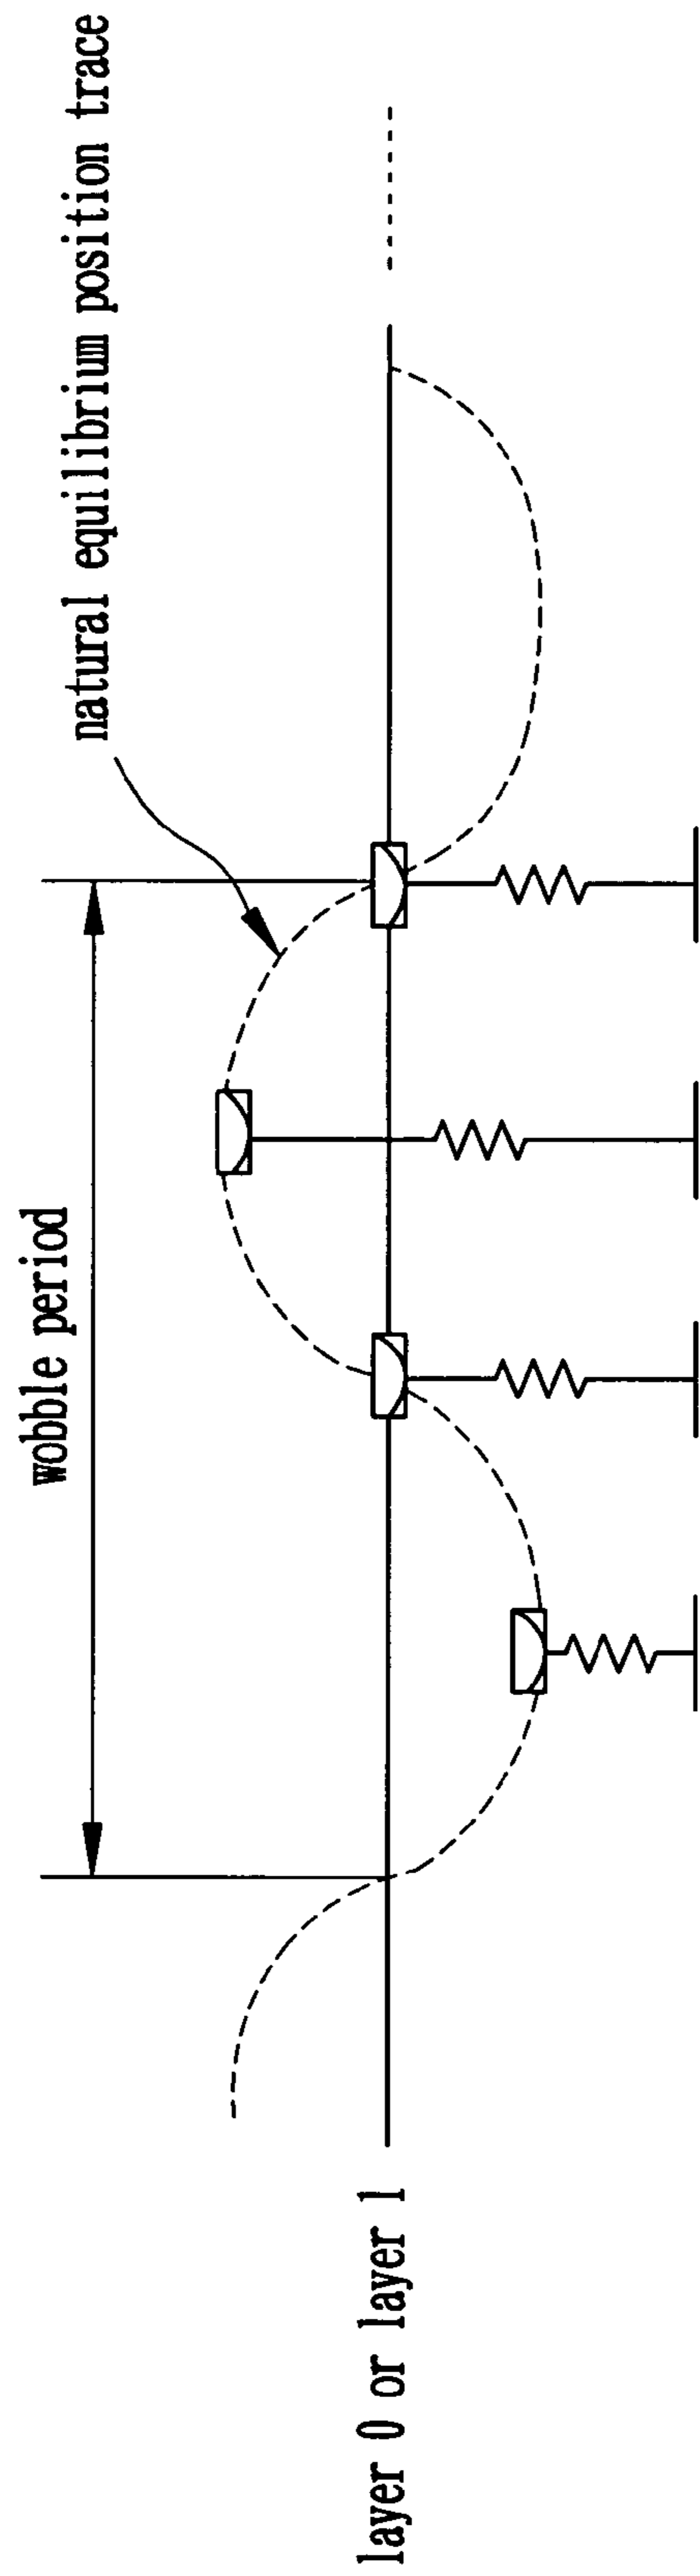 natural equilibrium position trace
wobble period
layer 0 or layer 1